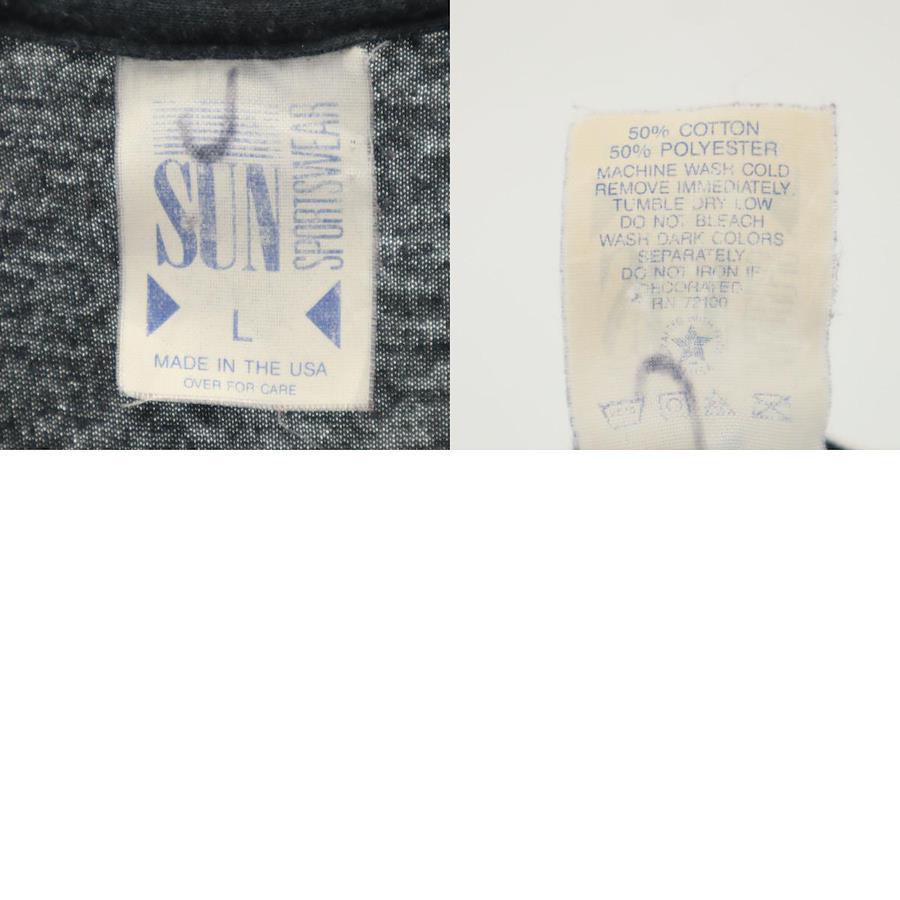 SUN
SPORTSWEAR
L
MADE IN THE USA
OVER FOR CARE
50% COTTON
50% POLYESTER
MACHINE WASH COLD
REMOVE IMMEDIATELY
TUMBLE DRY LOW
DO NOT BLEACH
WASH DARK COLORS
SEPARATELY
DO NOT IRON IF
DECORATED
RN 72190